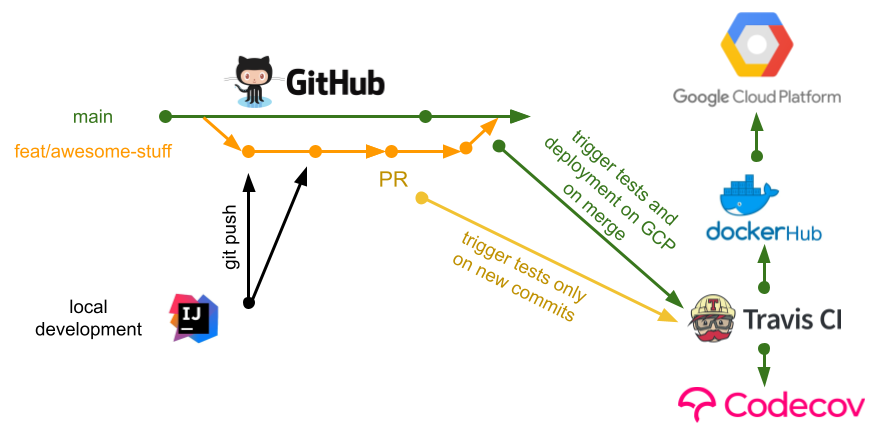 Google Cloud Platform
GitHub
main
feat/awesome-stuff
PR
trigger tests and
deployment on GCP
on merge
dockerHub
git push
trigger tests only
on new commits
local
development
IJ
T
Travis CI
Codecov